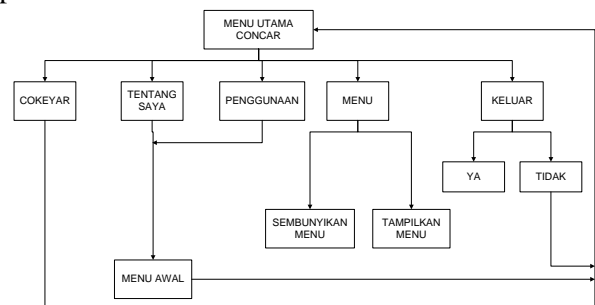 MENU UTAMA
CONCAR
COKEYAR
TENTANG
SAYA
PENGGUNAAN
MENU
KELUAR
YA
TIDAK
SEMBUNYIKAN
MENU
TAMPILKAN
MENU
MENU AWAL